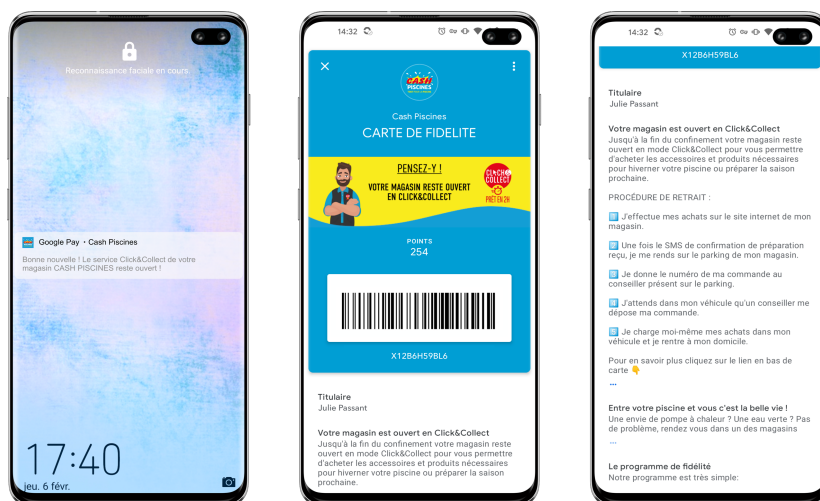 Reconnaissance faciale en cours.
Google Pay • Cash Piscines
Bonne nouvelle ! Le service Click&Collect de votre
magasin CASH PISCINES reste ouvert !
17:40
jeu. 6 févr.
14:32
CASH
PISCINES
Cash Piscines
CARTE DE FIDELITE
PENSEZ-Y !
VOTRE MAGASIN RESTE OUVERT
EN CLICK&COLLECT
CLICK &
COLLECT
PRÊT EN 2H
POINTS
254
X12B6H59BL6
Titulaire
Julie Passant
Votre magasin est ouvert en Click&Collect
Jusqu'à la fin du confinement votre magasin reste
ouvert en mode Click&Collect pour vous permettre
d'acheter les accessoires et produits nécessaires
pour hiverner votre piscine ou préparer la saison
prochaine.
14:32
X12B6H59BL6
Titulaire
Julie Passant
Votre magasin est ouvert en Click&Collect
Jusqu'à la fin du confinement votre magasin reste
ouvert en mode Click&Collect pour vous permettre
d'acheter les accessoires et produits nécessaires
pour hiverner votre piscine ou préparer la saison
prochaine.
PROCÉDURE DE RETRAIT :
1 J'effectue mes achats sur le site internet de mon
magasin.
2 Une fois le SMS de confirmation de préparation
reçu, je me rends sur le parking de mon magasin.
3 Je donne le numéro de ma commande au
conseiller présent sur le parking.
4 J'attends dans mon véhicule qu'un conseiller me
dépose ma commande.
5 Je charge moi-même mes achats dans mon
véhicule et je rentre à mon domicile.
Pour en savoir plus cliquez sur le lien en bas de
carte 👇
...
Entre votre piscine et vous c'est la belle vie !
Une envie de pompe à chaleur ? Une eau verte ? Pas
de problème, rendez vous dans un des magasins
...
Le programme de fidélité
Notre programme est très simple: